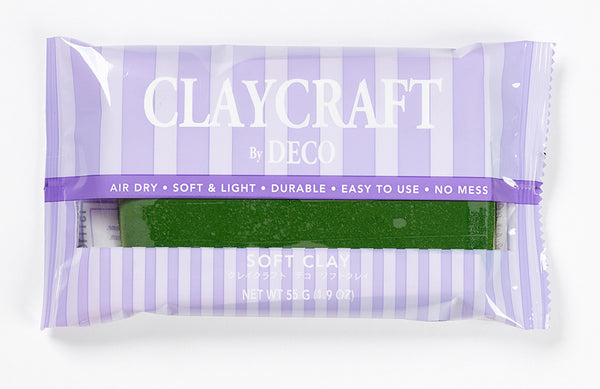 CLAYCRAFT
By DECO
AIR DRY • SOFT & LIGHT • DURABLE • EASY TO USE • NO MESS
SOFT CLAY
クレイクラフト デコ ソフトクレイ
NET WT 55 G (1.9 OZ)